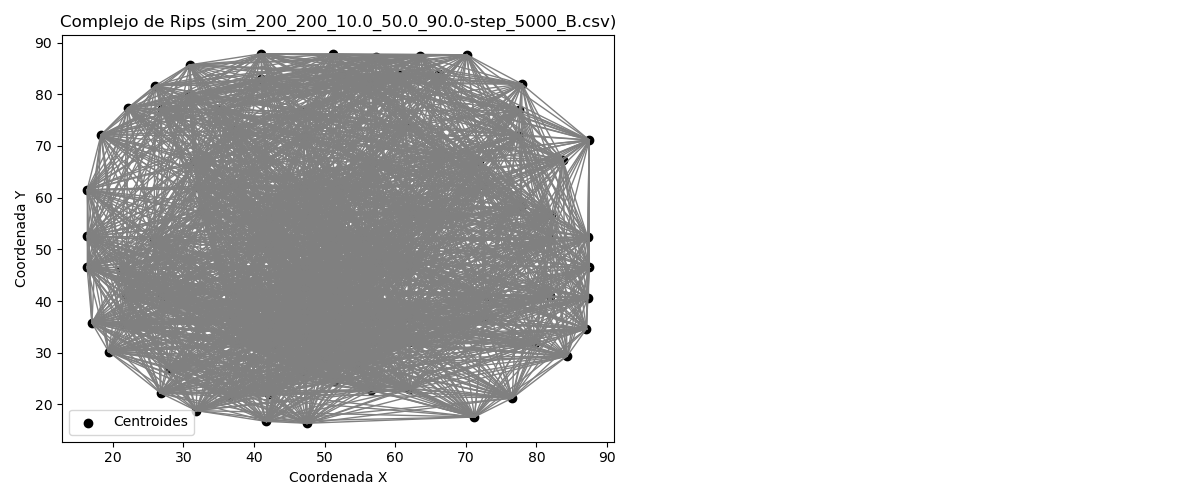 Complejo de Rips (sim_200_200_10.0_50.0_90.0-step_5000_B.csv)
90
80
70
60
50
40
30
20
Coordenada Y
Centroides
20 30 40 50 60 70 80 90
Coordenada X